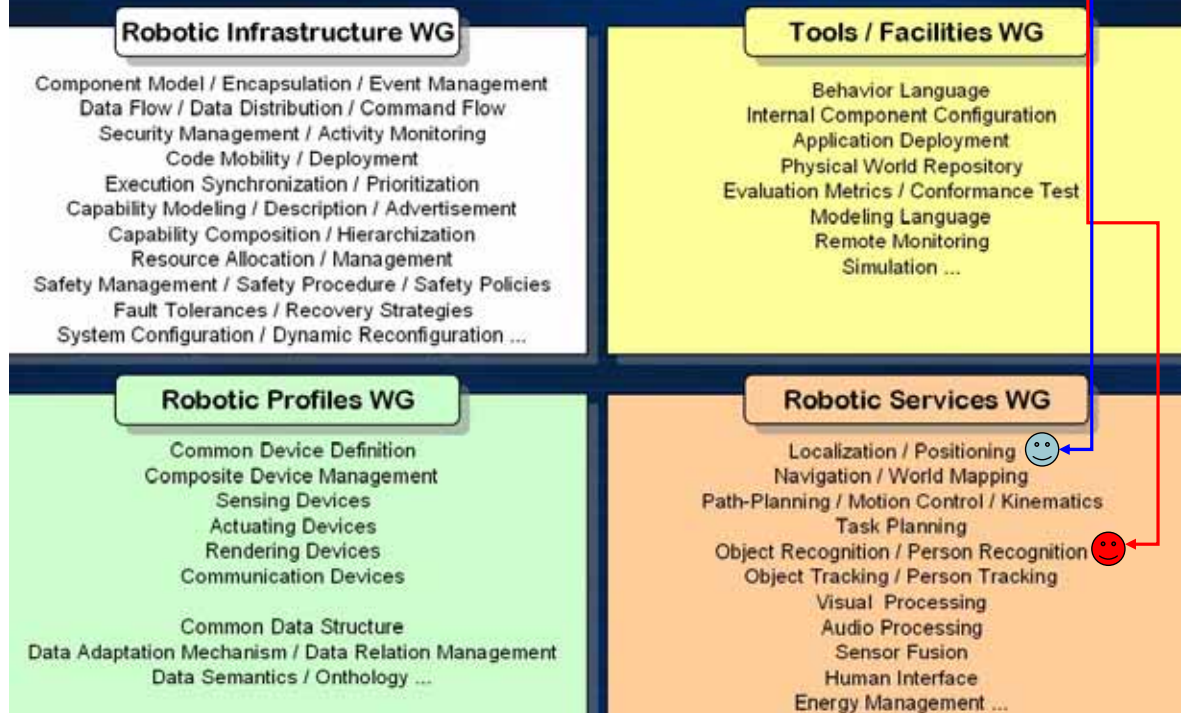 Robotic Infrastructure WG
Component Model / Encapsulation / Event Management
Data Flow / Data Distribution / Command Flow
Security Management / Activity Monitoring
Code Mobility / Deployment
Execution Synchronization / Prioritization
Capability Modeling / Description / Advertisement
Capability Composition / Hierarchization
Resource Allocation / Management
Safety Management / Safety Procedure / Safety Policies
Fault Tolerances / Recovery Strategies
System Configuration / Dynamic Reconfiguration ...
Tools / Facilities WG
Behavior Language
Internal Component Configuration
Application Deployment
Physical World Repository
Evaluation Metrics / Conformance Test
Modeling Language
Remote Monitoring
Simulation ...
Robotic Profiles WG
Common Device Definition
Composite Device Management
Sensing Devices
Actuating Devices
Rendering Devices
Communication Devices
Common Data Structure
Data Adaptation Mechanism / Data Relation Management
Data Semantics / Onthology ...
Robotic Services WG
Localization / Positioning
Navigation / World Mapping
Path-Planning / Motion Control / Kinematics
Task Planning
Object Recognition / Person Recognition
Object Tracking / Person Tracking
Visual Processing
Audio Processing
Sensor Fusion
Human Interface
Energy Management ...